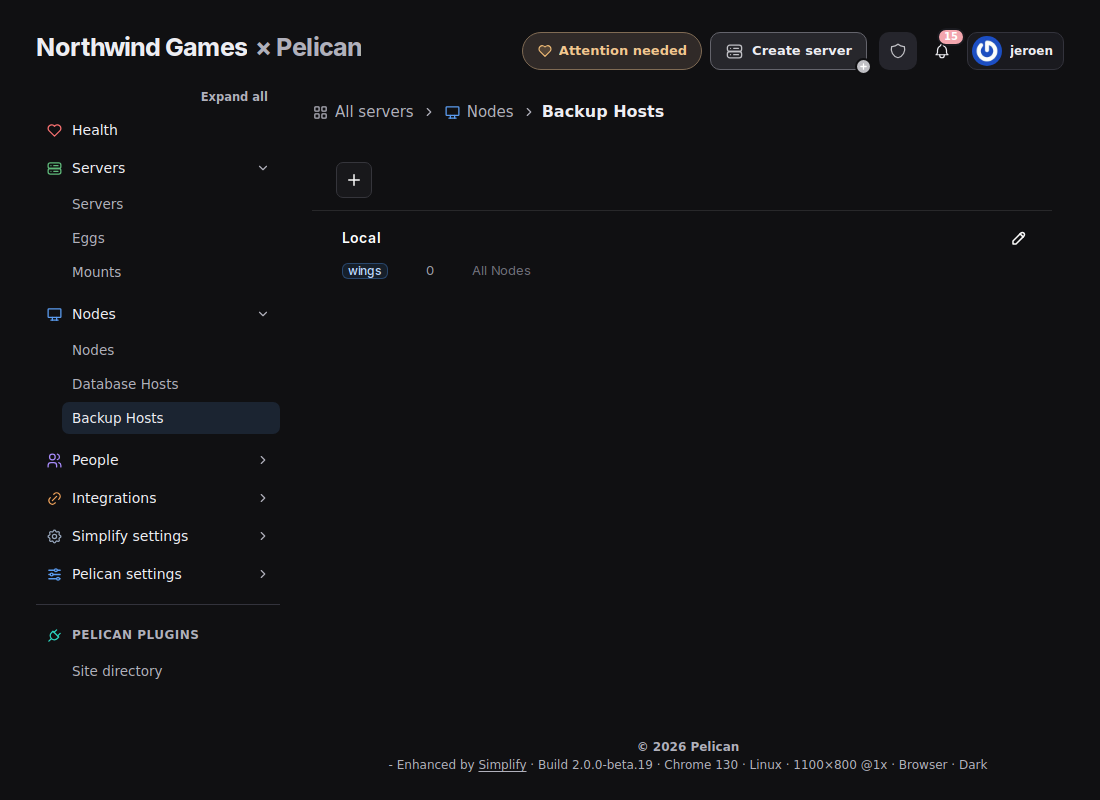 Northwind Games × Pelican
Attention needed
Create server
15
jeroen
Expand all
Health
Servers
Servers
Eggs
Mounts
Nodes
Nodes
Database Hosts
Backup Hosts
People
Integrations
Simplify settings
Pelican settings
PELICAN PLUGINS
Site directory
All servers › Nodes › Backup Hosts
Local
wings 0 All Nodes
© 2026 Pelican
- Enhanced by Simplify · Build 2.0.0-beta.19 · Chrome 130 · Linux · 1100×800 @1x · Browser · Dark